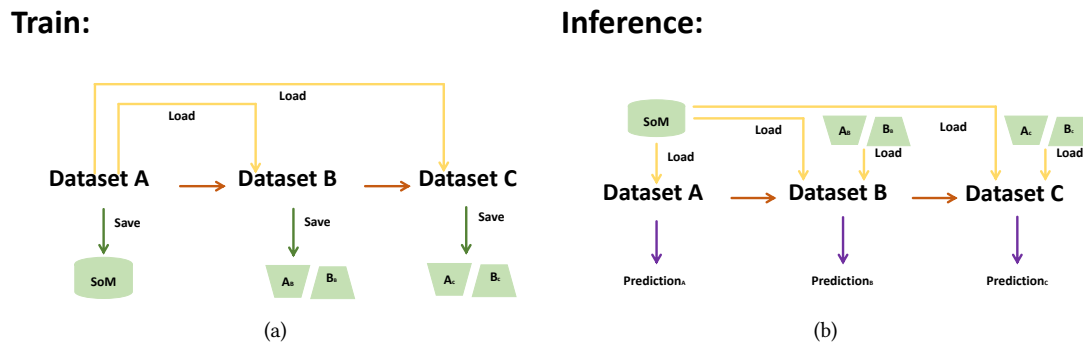 Train:
Load
Load
Dataset A
Dataset B
Dataset C
Save
Save
Save
SoM
AB
BB
AC
BC
(a)
Inference:
SoM
AB
BB
AC
BC
Load
Load
Load
Load
Load
Dataset A
Dataset B
Dataset C
PredictionA
PredictionB
PredictionC
(b)